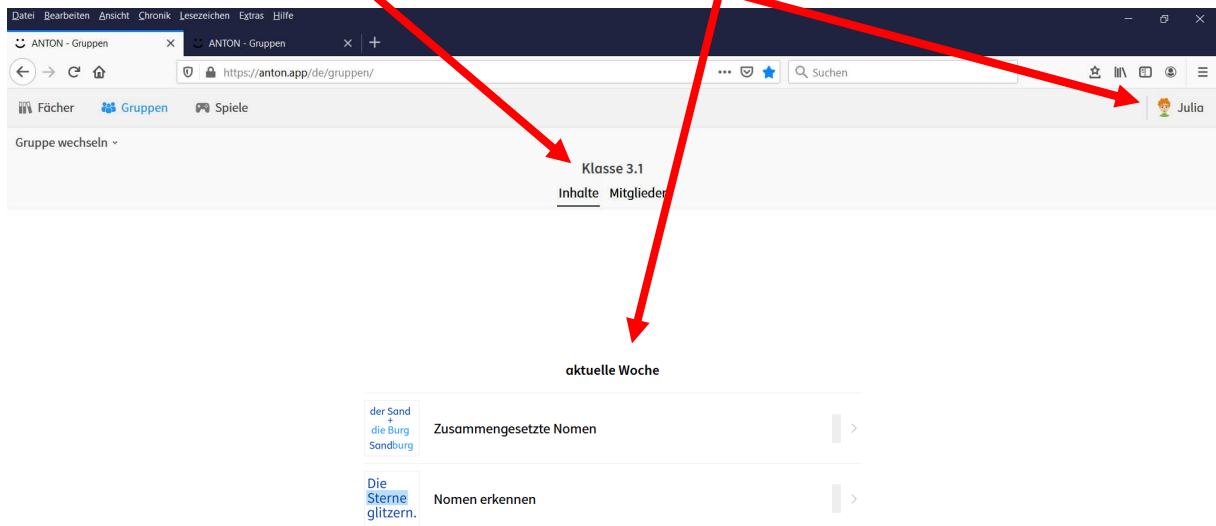 Datei Bearbeiten Ansicht Chronik Lesezeichen Extras Hilfe
ANTON - Gruppen ANTON - Gruppen
https://anton.app/de/gruppen/ Suchen
Fächer Gruppen Spiele Julia
Gruppe wechseln
Klasse 3.1
Inhalte Mitglieder
aktuelle Woche
der Sand
+
die Burg
Sandburg
Zusammengesetzte Nomen
Die
Sterne
glitzern.
Nomen erkennen